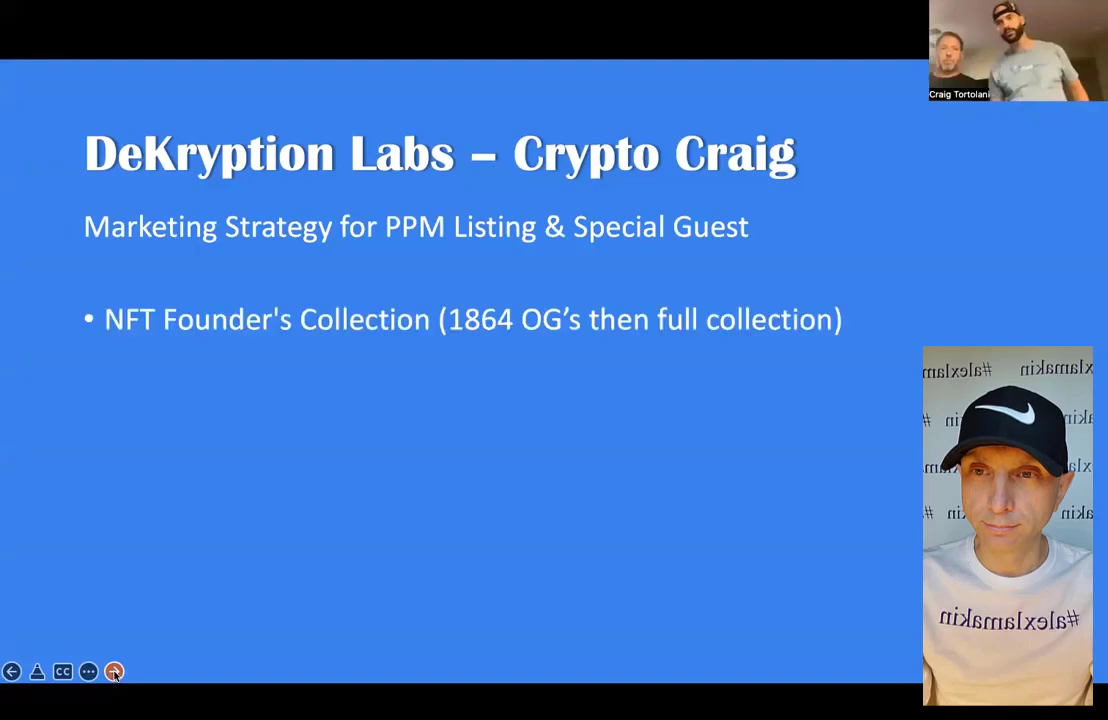 Craig Tortolani
DeKryption Labs – Crypto Craig
Marketing Strategy for PPM Listing & Special Guest
• NFT Founder's Collection (1864 OG’s then full collection)
#alexlamakin
CC